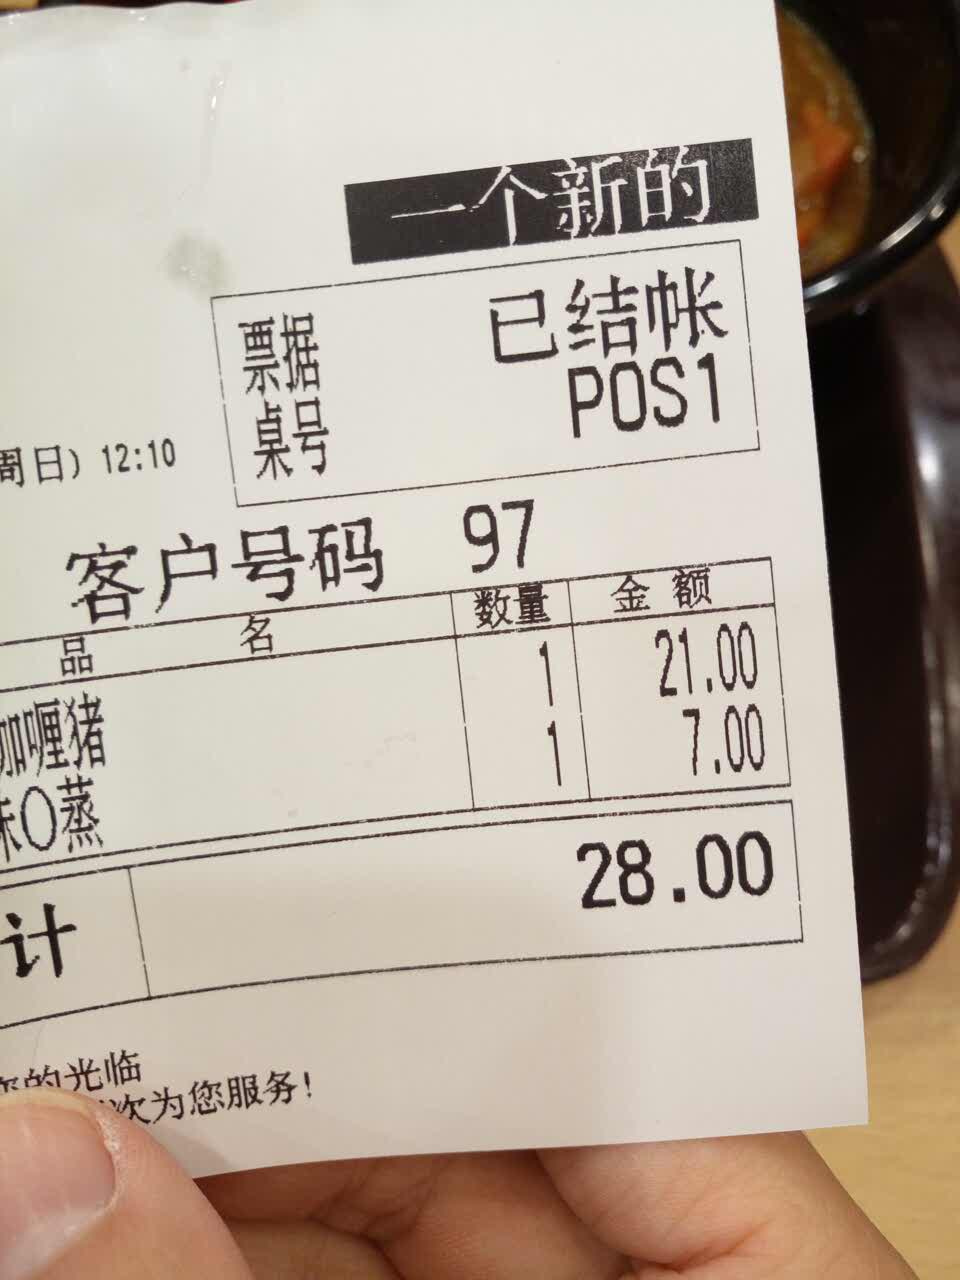 一个新的
票据 已结帐
桌号 POS1
周日) 12:10
客户号码 97
品 名 数量 金 额
咖喱猪 1 21.00
〇蒸 1 7.00
28.00
计
您的光临
次为您服务!